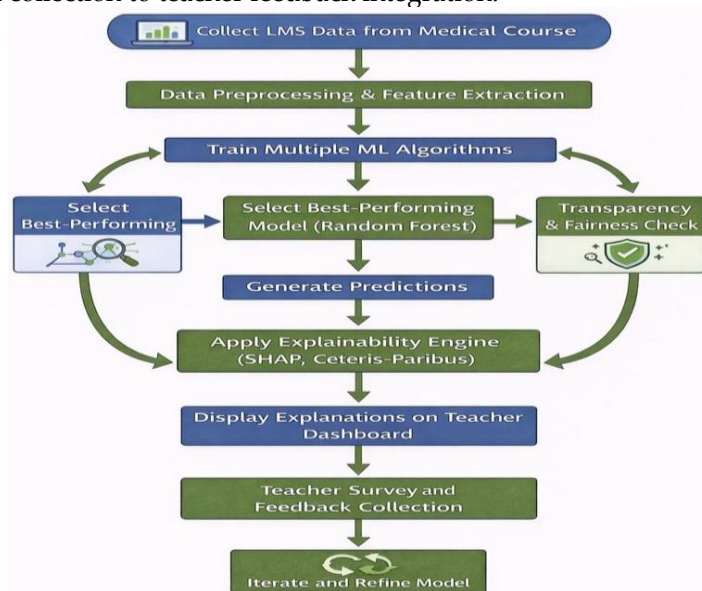 collection to teacher feedback integration.
Collect LMS Data from Medical Course
Data Preprocessing & Feature Extraction
Train Multiple ML Algorithms
Select
Best-Performing
Select Best-Performing
Model (Random Forest)
Transparency
& Fairness Check
Generate Predictions
Apply Explainability Engine
(SHAP, Ceteris-Paribus)
Display Explanations on Teacher
Dashboard
Teacher Survey and
Feedback Collection
Iterate and Refine Model